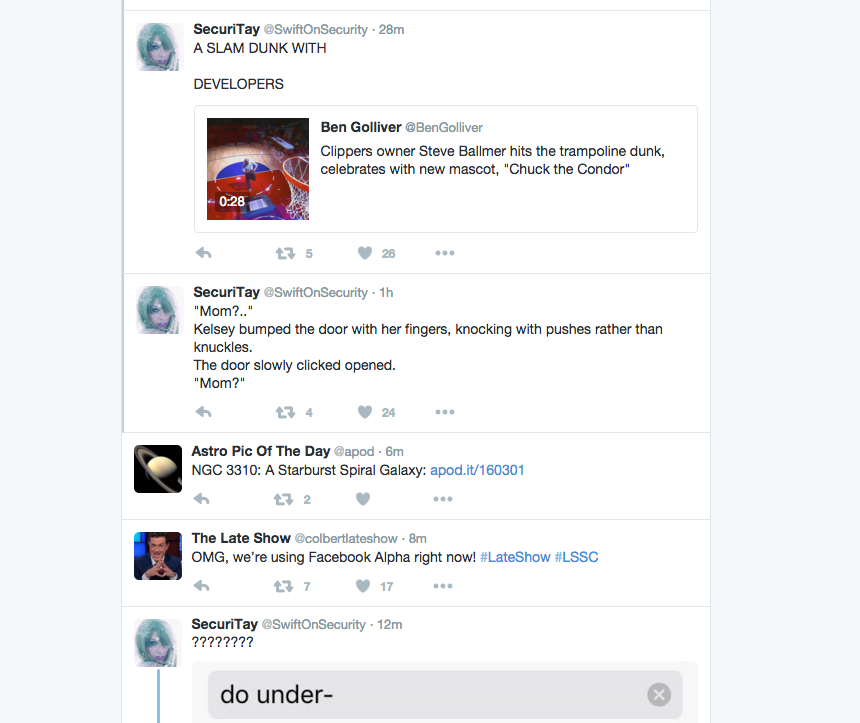 SecuriTay @SwiftOnSecurity · 28m
A SLAM DUNK WITH
DEVELOPERS
Ben Golliver @BenGolliver
Clippers owner Steve Ballmer hits the trampoline dunk,
celebrates with new mascot, "Chuck the Condor"
0:28
5 26
SecuriTay @SwiftOnSecurity · 1h
"Mom?.."
Kelsey bumped the door with her fingers, knocking with pushes rather than
knuckles.
The door slowly clicked opened.
"Mom?"
4 24
Astro Pic Of The Day @apod · 6m
NGC 3310: A Starburst Spiral Galaxy: apod.it/160301
2
The Late Show @colbertlateshow · 8m
OMG, we're using Facebook Alpha right now! #LateShow #LSSC
7 17
SecuriTay @SwiftOnSecurity · 12m
????????
do under-